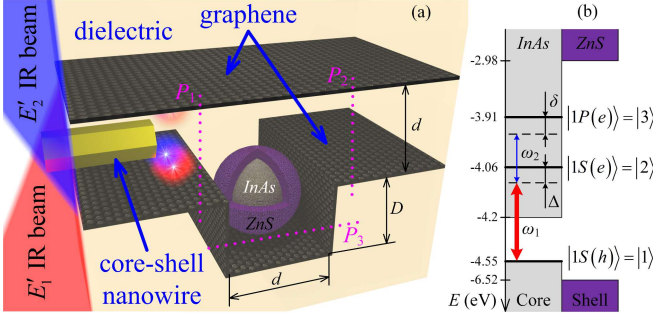 graphene
(a)
dielectric
P₁
P₂
d
InAs
ZnS
D
P₃
d
core-shell
nanowire
E₂′ IR beam
E₁′ IR beam
(b)
InAs ZnS
-2.98
-3.91
δ
|1P(e)⟩=|3⟩
ω₂
-4.06
|1S(e)⟩=|2⟩
Δ
-4.2
ω₁
-4.55
|1S(h)⟩=|1⟩
-6.52
E (eV) Core Shell